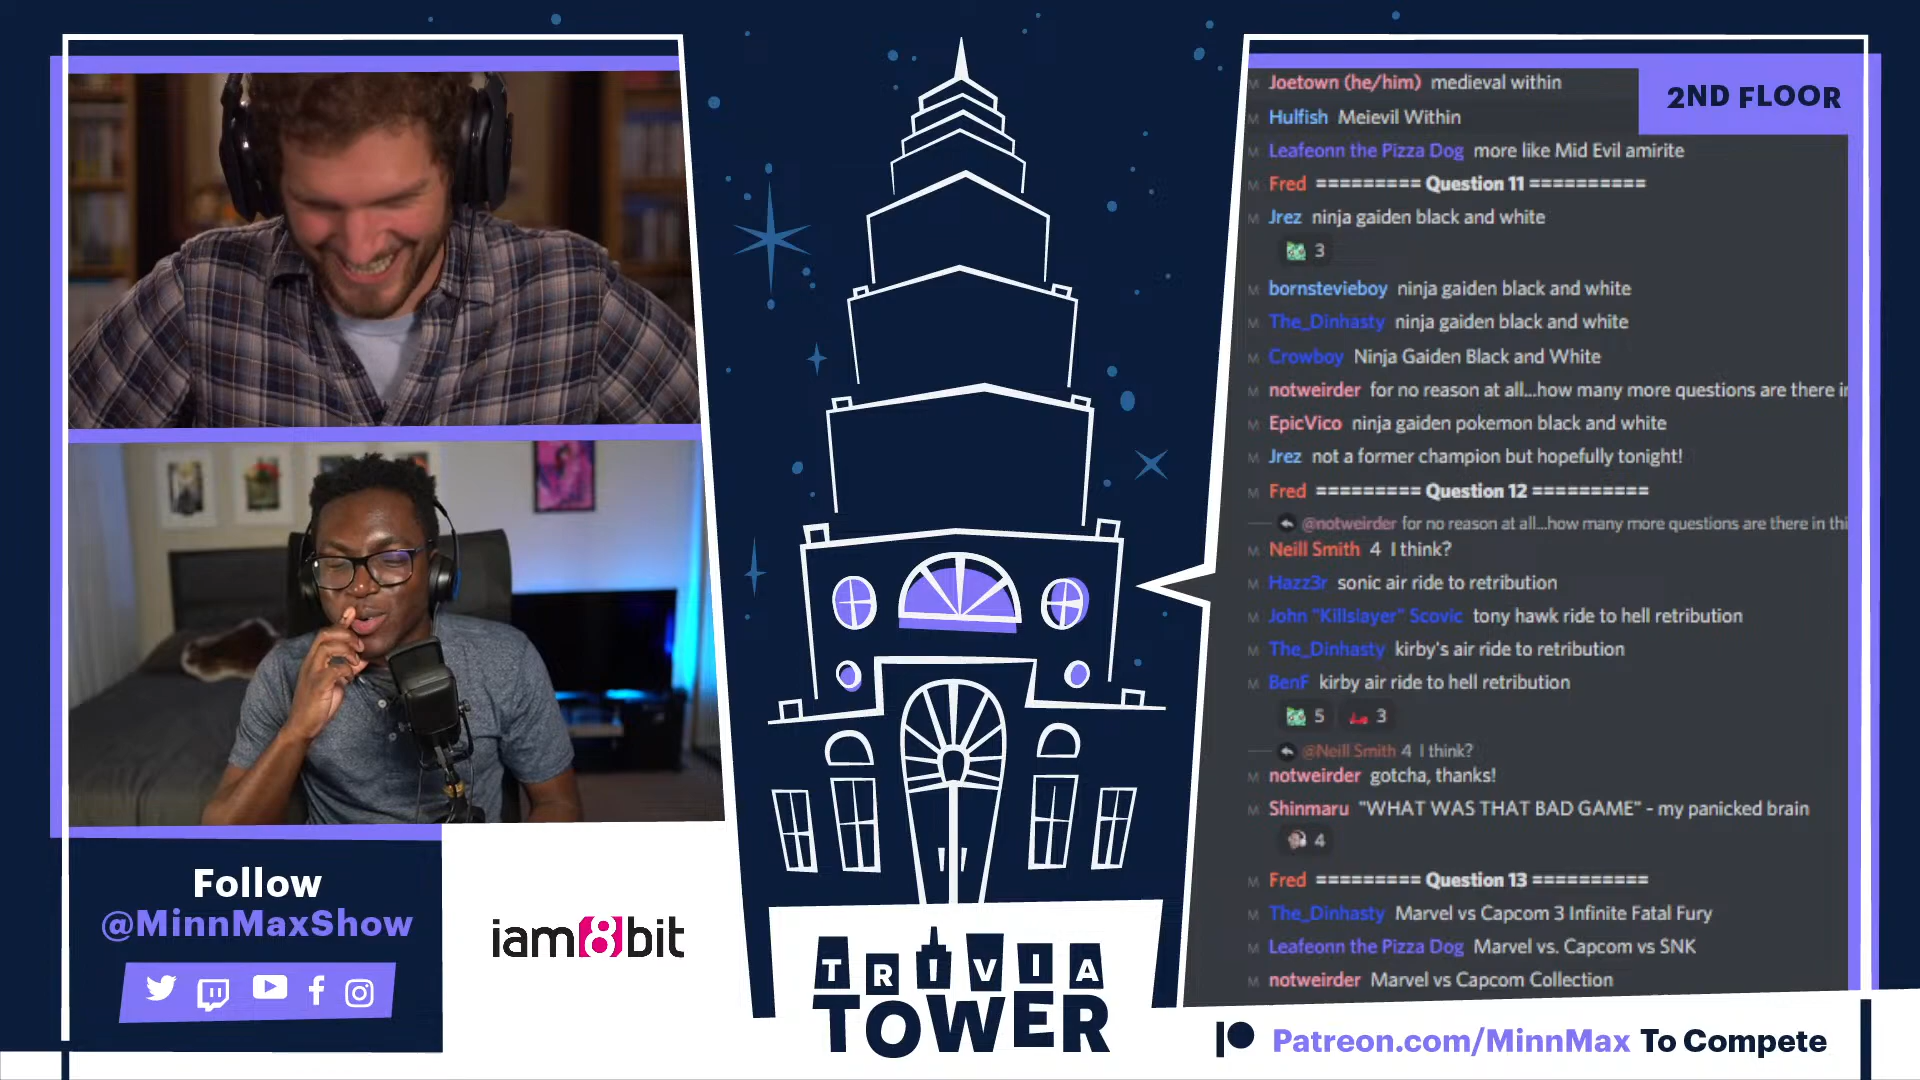 2ND FLOOR
Joetown (he/him) medieval within
Hulfish Meievil Within
Leafeonn the Pizza Dog more like Mid Evil amirite
Fred ========= Question 11 ==========
Jrez ninja gaiden black and white
3
bornstevieboy ninja gaiden black and white
The_Dinhasty ninja gaiden black and white
Crowboy Ninja Gaiden Black and White
notweirder for no reason at all...how many more questions are there in
EpicVico ninja gaiden pokemon black and white
Jrez not a former champion but hopefully tonight!
Fred ========= Question 12 ==========
@notweirder for no reason at all...how many more questions are there in thi
Neill Smith 4 I think?
Hazz3r sonic air ride to retribution
John "Killslayer" Scovic tony hawk ride to hell retribution
The_Dinhasty kirby's air ride to retribution
BenF kirby air ride to hell retribution
5 3
@Neill Smith 4 I think?
notweirder gotcha, thanks!
Shinmaru "WHAT WAS THAT BAD GAME" - my panicked brain
4
Fred ========= Question 13 ==========
The_Dinhasty Marvel vs Capcom 3 Infinite Fatal Fury
Leafeonn the Pizza Dog Marvel vs. Capcom vs SNK
notweirder Marvel vs Capcom Collection
Follow
@MinnMaxShow
iam8bit
TRIVIA
TOWER
Patreon.com/MinnMax To Compete